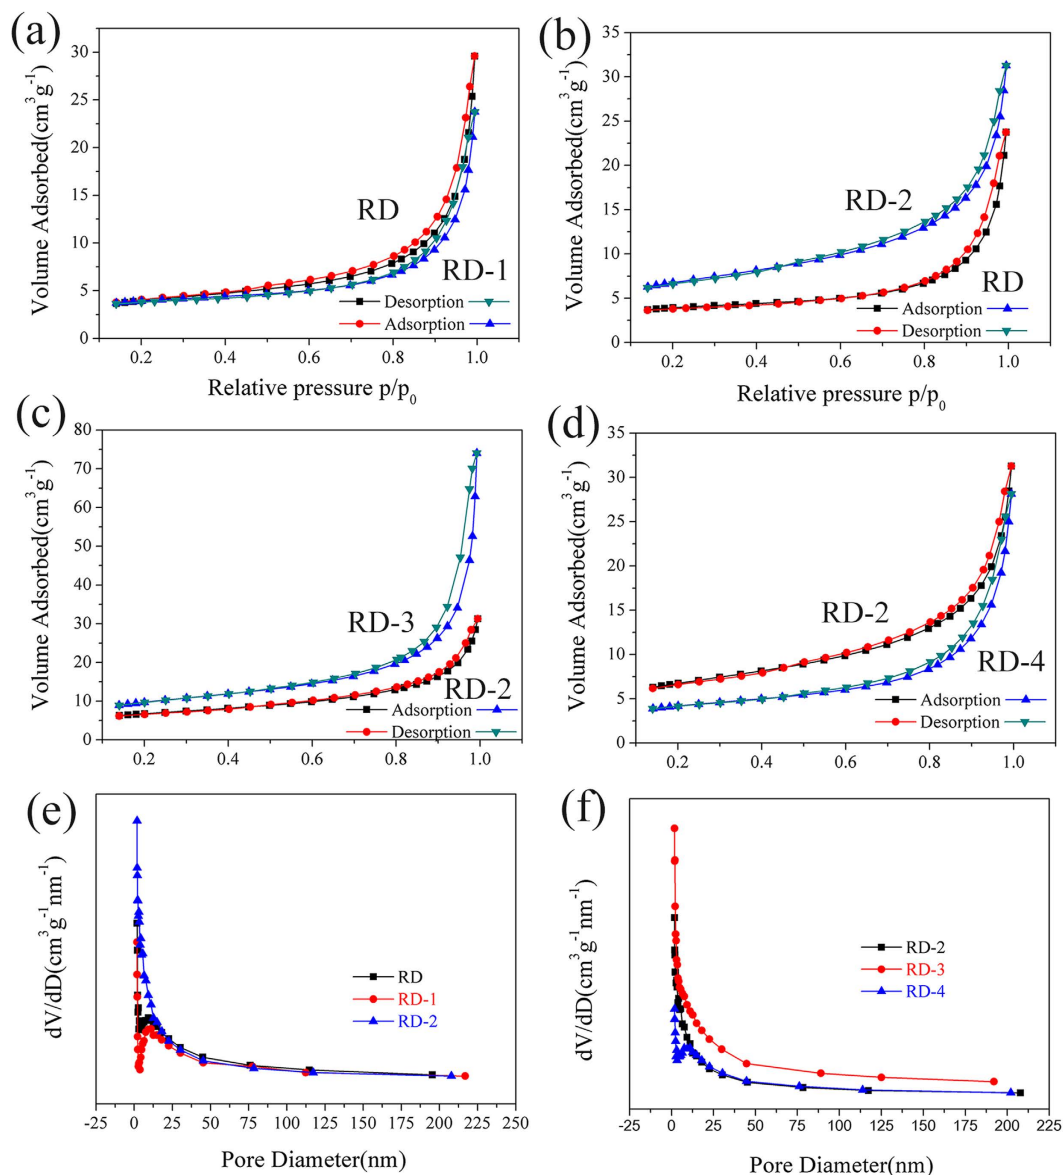 (a)
Volume Adsorbed(cm³g⁻¹)
30
25
20
15
10
5
0
RD
RD-1
Desorption
Adsorption
0.2 0.4 0.6 0.8 1.0
Relative pressure p/p₀
(b)
Volume Adsorbed(cm³g⁻¹)
35
30
25
20
15
10
5
0
RD-2
RD
Adsorption
Desorption
0.2 0.4 0.6 0.8 1.0
Relative pressure p/p₀
(c)
Volume Adsorbed(cm³g⁻¹)
80
70
60
50
40
30
20
10
0
RD-3
RD-2
Adsorption
Desorption
0.2 0.4 0.6 0.8 1.0
(d)
Volume Adsorbed(cm³g⁻¹)
35
30
25
20
15
10
5
0
RD-2
RD-4
Adsorption
Desorption
0.2 0.4 0.6 0.8 1.0
(e)
dV/dD(cm³g⁻¹nm⁻¹)
RD
RD-1
RD-2
-25 0 25 50 75 100 125 150 175 200 225 250
Pore Diameter(nm)
(f)
dV/dD(cm³g⁻¹nm⁻¹)
RD-2
RD-3
RD-4
-25 0 25 50 75 100 125 150 175 200 225
Pore Diameter(nm)